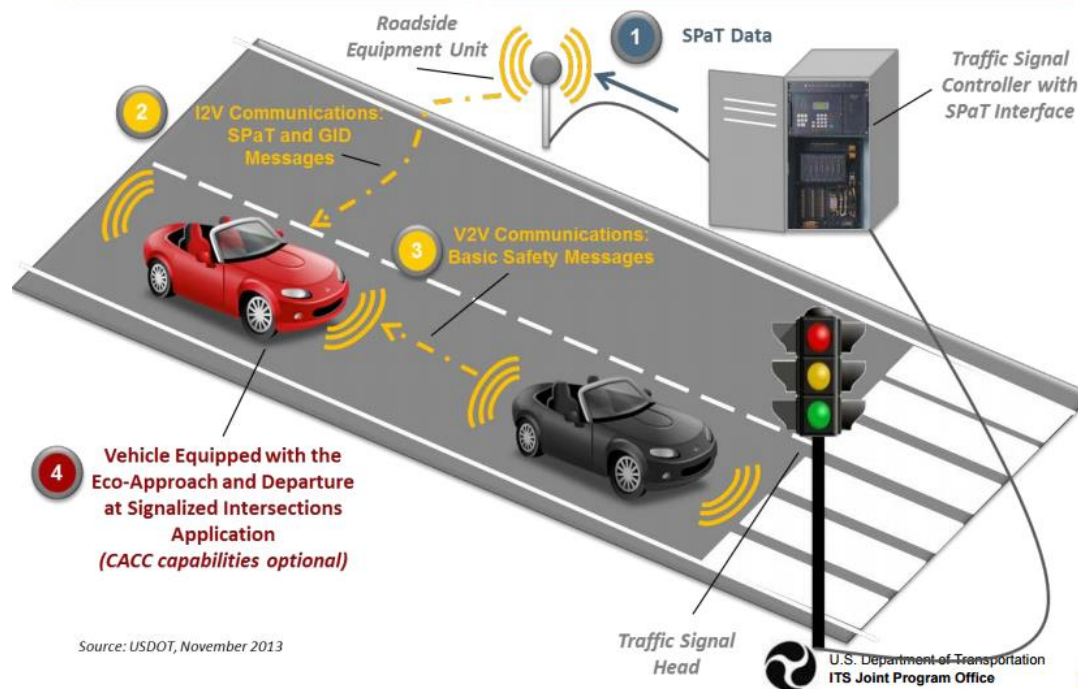 Roadside
Equipment Unit
1
SPaT Data
Traffic Signal
Controller with
SPaT Interface
2
I2V Communications:
SPaT and GID
Messages
3
V2V Communications:
Basic Safety Messages
4
Vehicle Equipped with the
Eco-Approach and Departure
at Signalized Intersections
Application
(CACC capabilities optional)
Source: USDOT, November 2013
Traffic Signal
Head
U.S. Department of Transportation
ITS Joint Program Office